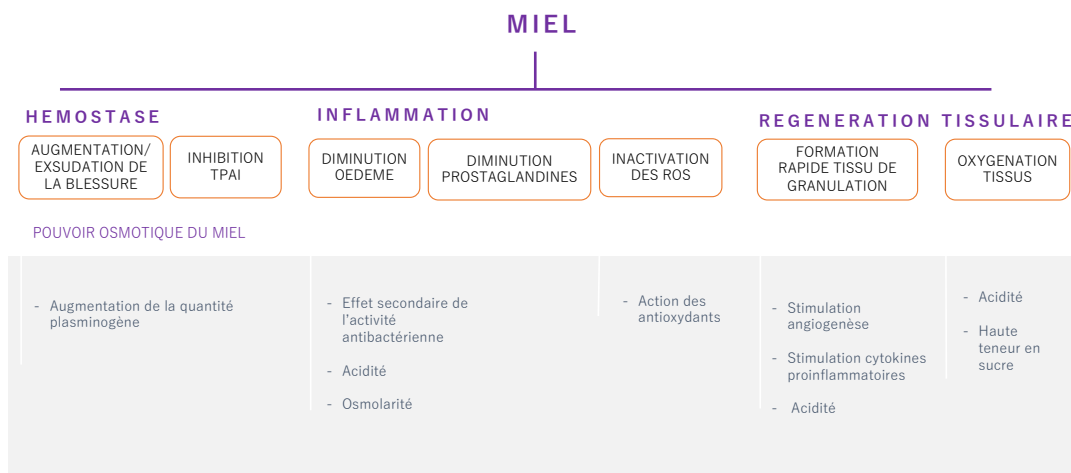 MIEL
HEMOSTASE
INFLAMMATION
REGENERATION TISSULAIRE
AUGMENTATION/
EXSUDATION DE
LA BLESSURE
INHIBITION
TPAI
DIMINUTION
OEDEME
DIMINUTION
PROSTAGLANDINES
INACTIVATION
DES ROS
FORMATION
RAPIDE TISSU DE
GRANULATION
OXYGENATION
TISSUS
POUVOIR OSMOTIQUE DU MIEL
- Augmentation de la quantité
plasminogène
- Effet secondaire de
l'activité
antibactérienne
- Acidité
- Osmolarité
- Action des
antioxydants
- Stimulation
angiogenèse
- Stimulation cytokines
proinflammatoires
- Acidité
- Acidité
- Haute
teneur en
sucre